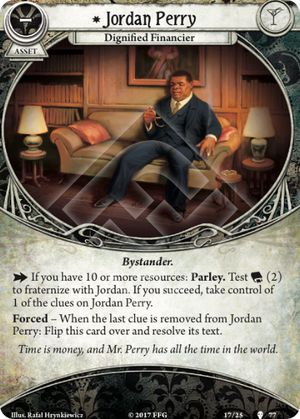 Jordan Perry
Dignified Financier
ASSET
Bystander.
If you have 10 or more resources: Parley. Test (2)
to fraternize with Jordan. If you succeed, take control of
1 of the clues on Jordan Perry.
Forced – When the last clue is removed from Jordan
Perry: Flip this card over and resolve its text.
Time is money, and Mr. Perry has all the time in the world.
Illus. Rafał Hrynkiewicz © 2017 FFG 17/25 77